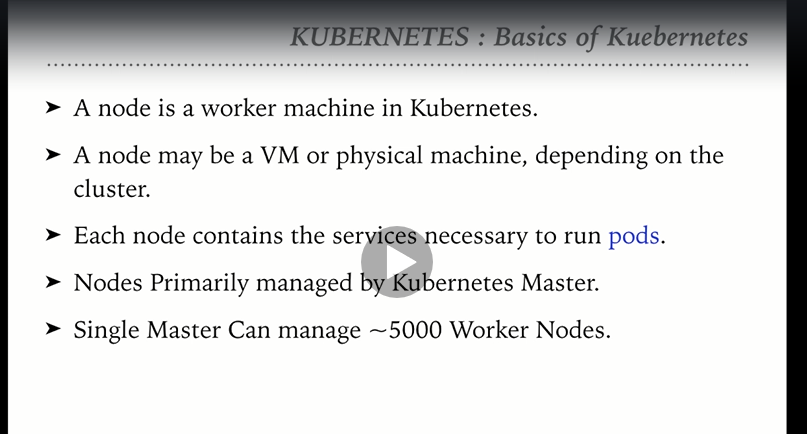 KUBERNETES : Basics of Kuebernetes
➤ A node is a worker machine in Kubernetes.
➤ A node may be a VM or physical machine, depending on the
cluster.
➤ Each node contains the services necessary to run pods.
➤ Nodes Primarily managed by Kubernetes Master.
➤ Single Master Can manage ~5000 Worker Nodes.